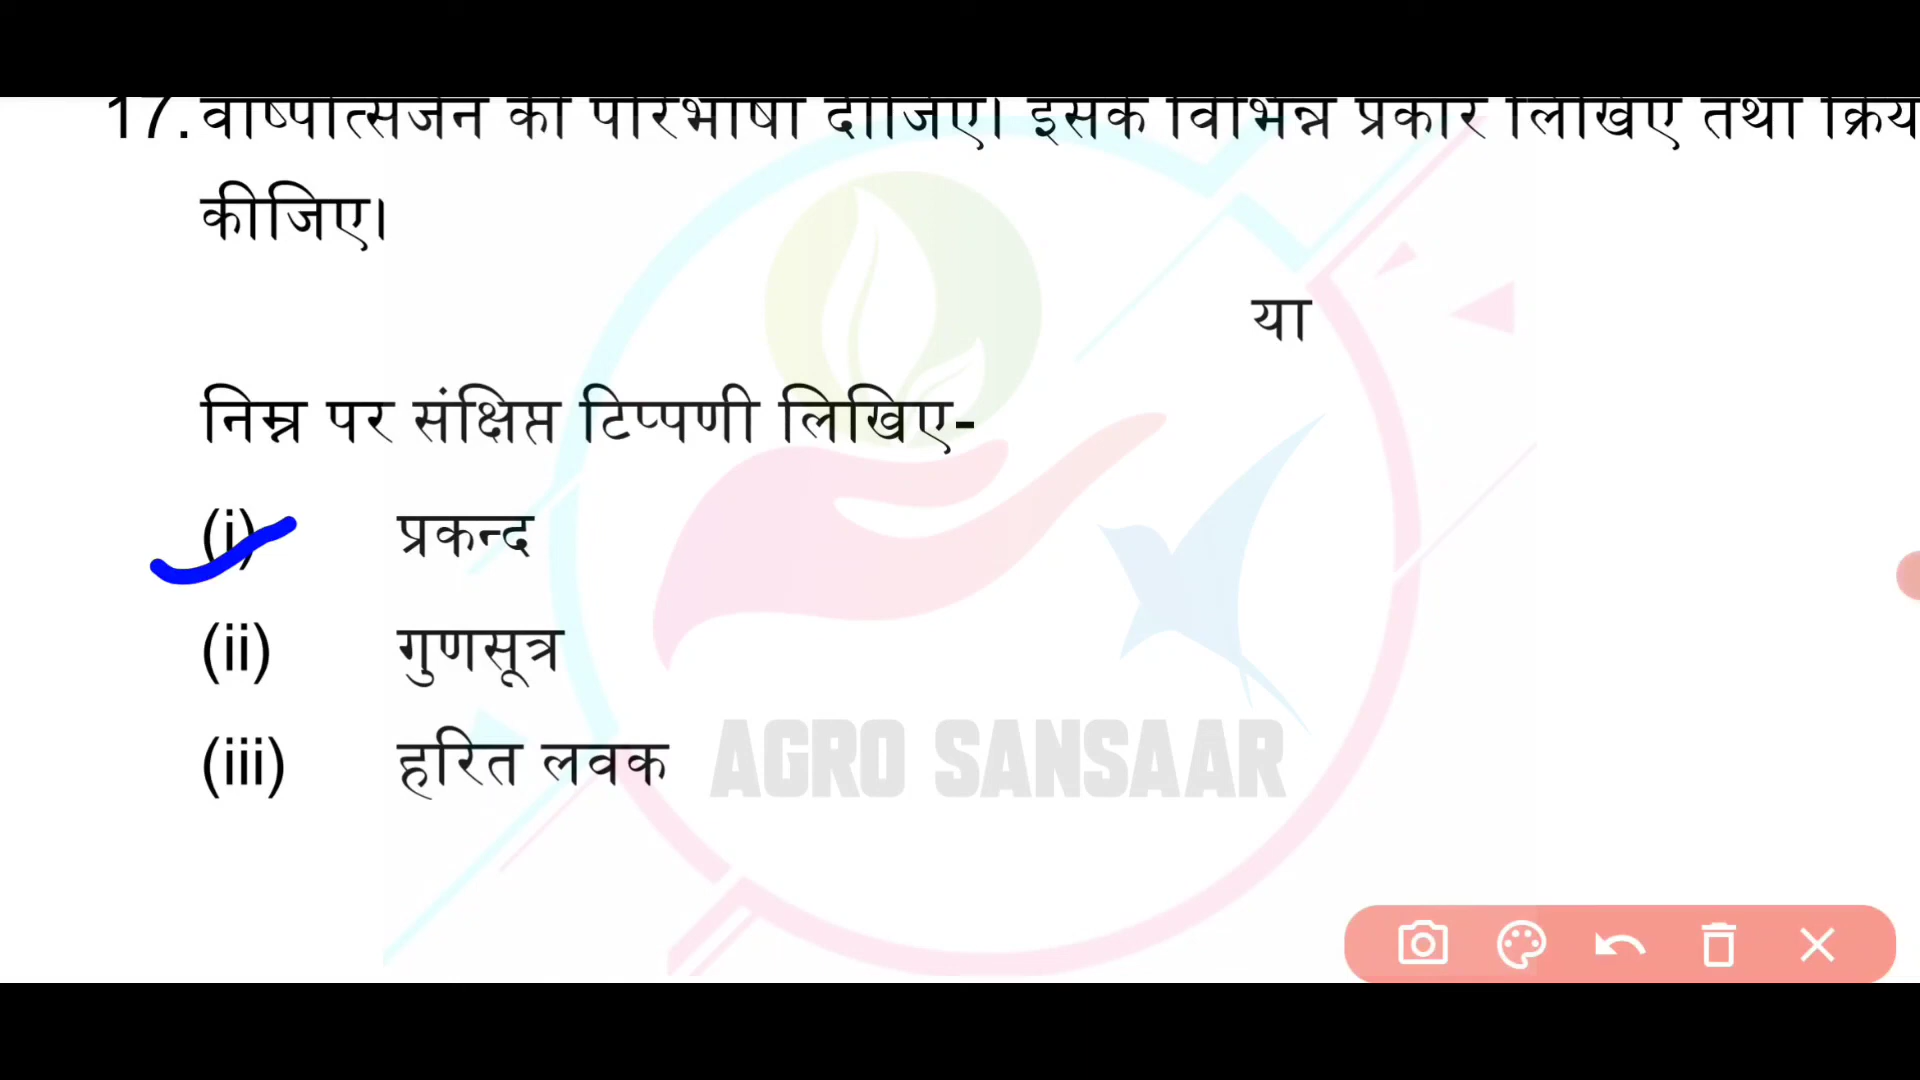 17. वाष्पोत्सर्जन की परिभाषा दीजिए। इसके विभिन्न प्रकार लिखिए तथा
कीजिए।
या
निम्न पर संक्षिप्त टिप्पणी लिखिए-
(i) प्रकन्द
(ii) गुणसूत्र
(iii) हरित लवक
AGRO SANSAAR